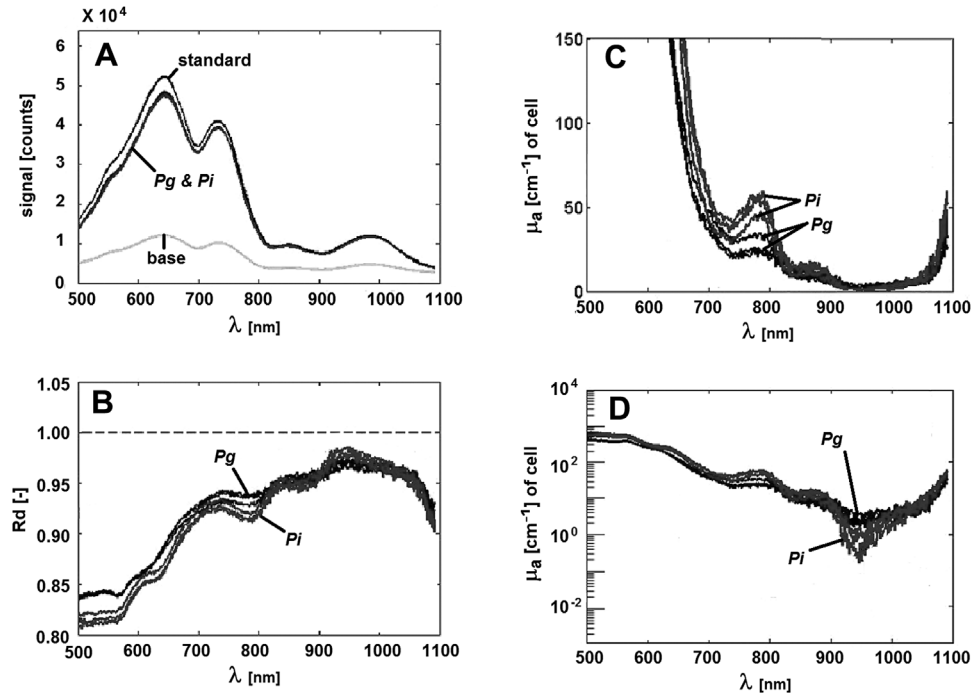 X 10⁴
A
6
5
4
3
2
1
0
signal [counts]
standard
Pg & Pi
base
500 600 700 800 900 1000 1100
λ [nm]
C
150
100
50
0
μa [cm⁻¹] of cell
Pi
Pg
500 600 700 800 900 1000 1100
λ [nm]
B
1.05
1.00
0.95
0.90
0.85
0.80
Rd [-]
Pg
Pi
500 600 700 800 900 1000 1100
λ [nm]
D
10⁴
10²
10⁰
10⁻²
μa [cm⁻¹] of cell
Pg
Pi
500 600 700 800 900 1000 1100
λ [nm]